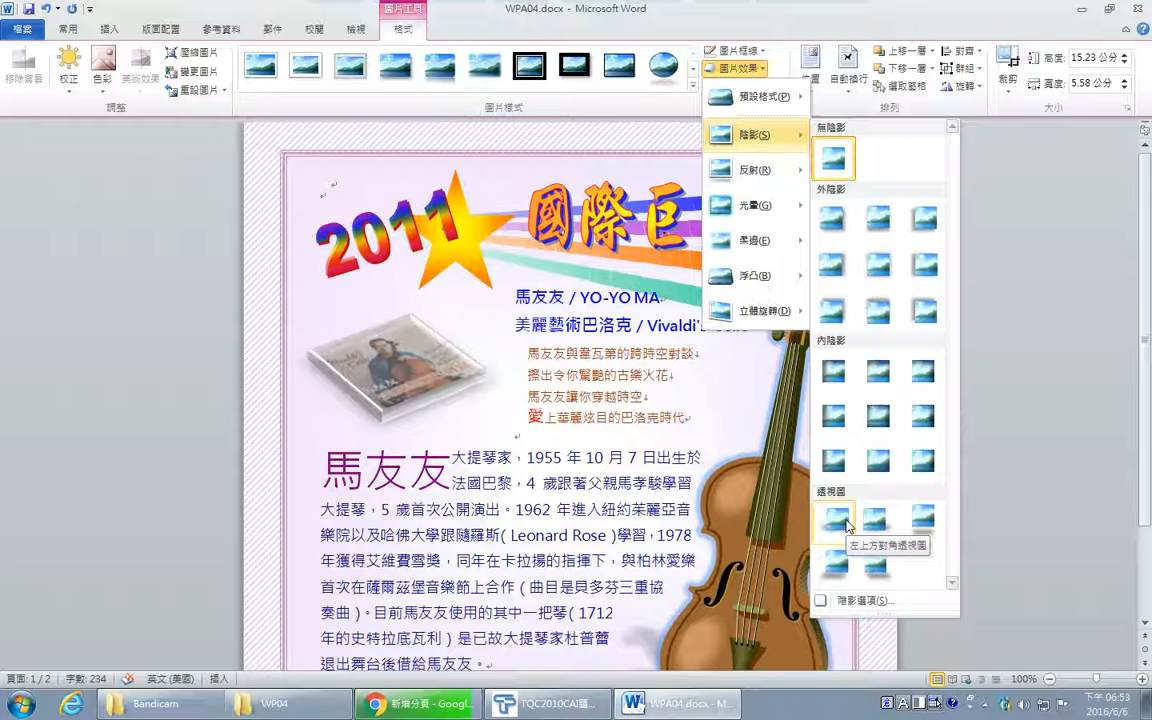 WPA04.docx - Microsoft Word
圖片工具
檔案 常用 插入 版面配置 參考資料 郵件 校閱 檢視 格式
移除背景
校正
色彩
美術效果
壓縮圖片
變更圖片
重設圖片
圖片框線
圖片效果
位置
自動換行
上移一層
下移一層
選取窗格
對齊
群組
旋轉
裁剪
高度: 15.23 公分
寬度: 5.58 公分
調整
圖片樣式
排列
大小
預設格式(P)
陰影(S)
反射(R)
光暈(G)
柔邊(E)
浮凸(B)
立體旋轉(D)
無陰影
外陰影
內陰影
透視圖
左上方對角透視圖
陰影選項(S)...
2011
國際巨
馬友友 / YO-YO MA
美麗藝術巴洛克 / Vivaldi's
馬友友與韋瓦第的跨時空對談
擦出令你驚艷的古樂火花
馬友友讓你穿越時空
愛上華麗炫目的巴洛克時代
馬友友大提琴家，1955 年 10 月 7 日出生於
法國巴黎，4 歲跟著父親馬孝駿學習
大提琴，5 歲首次公開演出。1962 年進入紐約茱麗亞音
樂院以及哈佛大學跟隨羅斯( Leonard Rose )學習，1978
年獲得艾維費雪獎，同年在卡拉揚的指揮下，與柏林愛樂
首次在薩爾茲堡音樂節上合作（曲目是貝多芬三重協
奏曲）。目前馬友友使用的其中一把琴( 1712
年的史特拉底瓦利）是已故大提琴家杜普蕾
退出舞台後借給馬友友。
頁面: 1 / 2 字數: 234 英文 (美國) 插入
100%
Bandicam
WP04
新增分頁 - Googl...
TQC2010CAI題...
WPA04.docx - M...
下午 06:53
2016/6/6